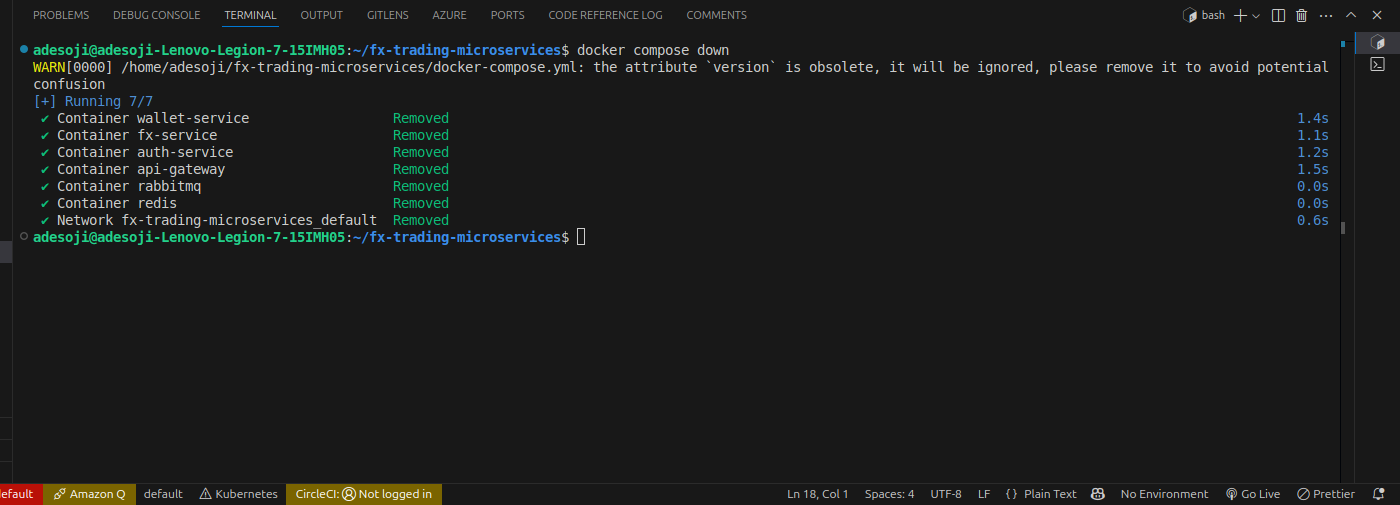 PROBLEMS DEBUG CONSOLE TERMINAL OUTPUT GITLENS AZURE PORTS CODE REFERENCE LOG COMMENTS bash
adesoji@adesoji-Lenovo-Legion-7-15IMH05:~/fx-trading-microservices$ docker compose down
WARN[0000] /home/adesoji/fx-trading-microservices/docker-compose.yml: the attribute `version` is obsolete, it will be ignored, please remove it to avoid potential
confusion
[+] Running 7/7
✔ Container wallet-service Removed 1.4s
✔ Container fx-service Removed 1.1s
✔ Container auth-service Removed 1.2s
✔ Container api-gateway Removed 1.5s
✔ Container rabbitmq Removed 0.0s
✔ Container redis Removed 0.0s
✔ Network fx-trading-microservices_default Removed 0.6s
adesoji@adesoji-Lenovo-Legion-7-15IMH05:~/fx-trading-microservices$
efault Amazon Q default Kubernetes CircleCI: Not logged in Ln 18, Col 1 Spaces: 4 UTF-8 LF {} Plain Text No Environment Go Live Prettier